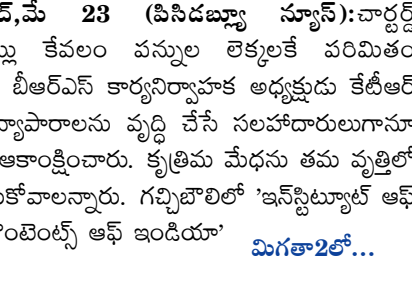 ద్,మే 23 (పిసిడబ్ల్యూ న్యూస్):చార్టర్డ్
లు కేవలం పన్నుల లెక్కలకే పరిమితం
బీఆర్ఎస్ కార్యనిర్వాహక అధ్యక్షుడు కేటీఆర్
వ్యాపారాలను వృద్ధి చేసే సలహాదారులుగానూ
ఆకాంక్షించారు. కృత్రిమ మేధను తమ వృత్తిలో
కోవాలన్నారు. గచ్చిబౌలిలో 'ఇన్‌స్టిట్యూట్ ఆఫ్
ౌంటెంట్స్ ఆఫ్ ఇండియా'
మిగతా2లో...